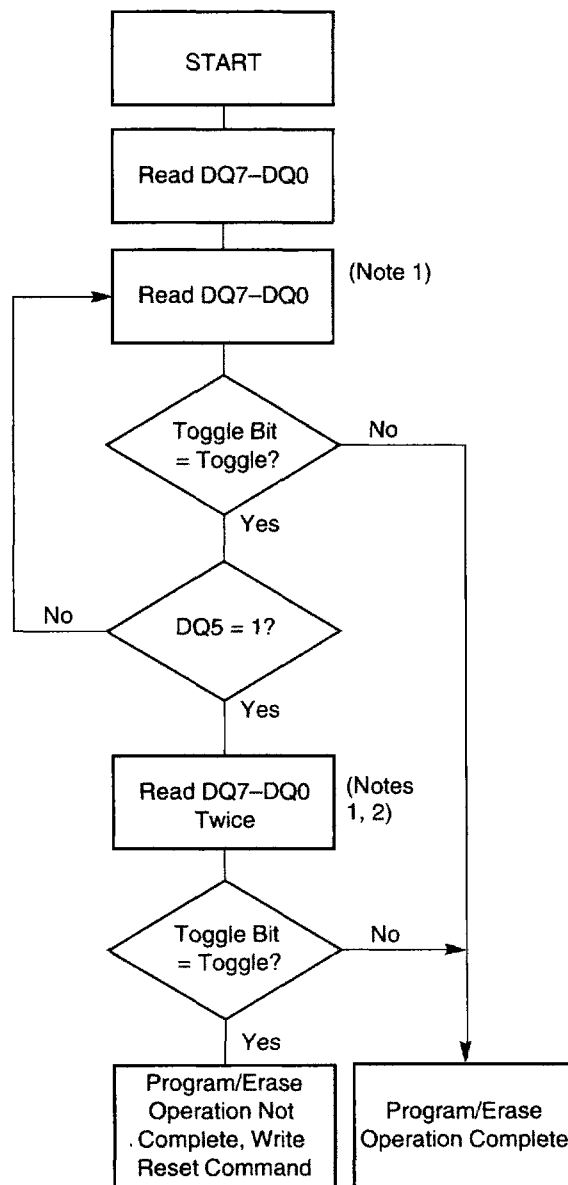 START
Read DQ7–DQ0
Read DQ7–DQ0
(Note 1)
Toggle Bit
= Toggle?
No
Yes
No
DQ5 = 1?
Yes
Read DQ7–DQ0
Twice
(Notes
1, 2)
Toggle Bit
= Toggle?
No
Yes
Program/Erase
Operation Not
Complete, Write
Reset Command
Program/Erase
Operation Complete